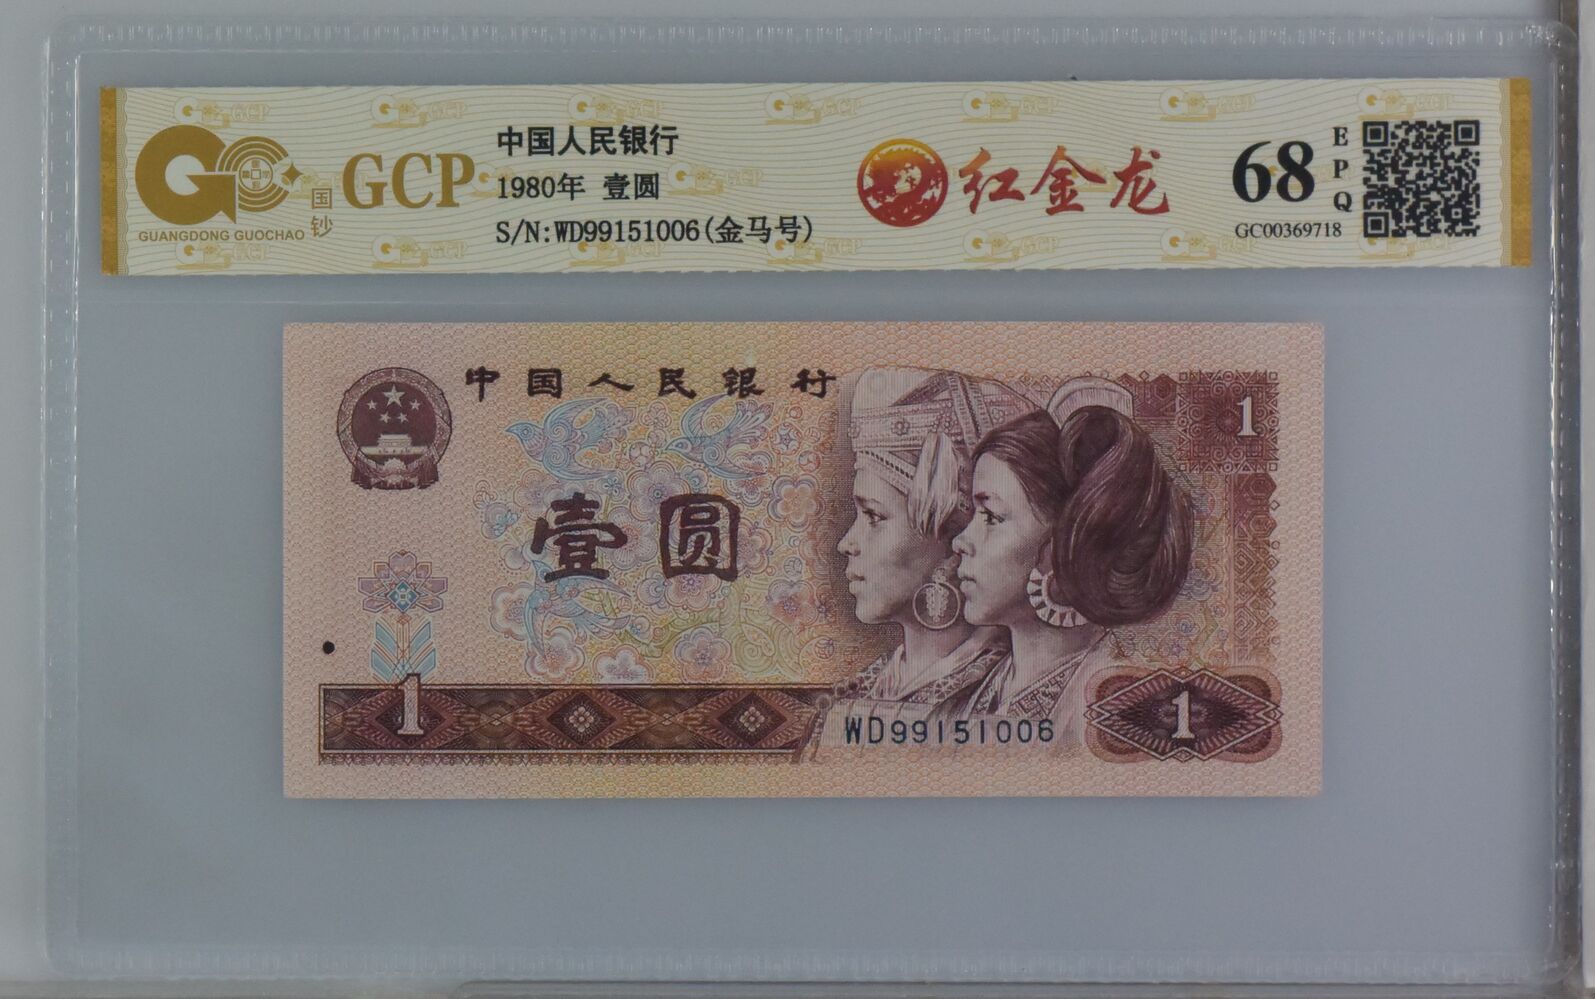 GUANGDONG GUOCHAO
国钞
GCP
中国人民银行
1980年 壹圆
S/N:WD99151006(金马号)
红金龙
68
EPQ
GC00369718
中国人民银行
1
壹圆
1
WD99151006
1